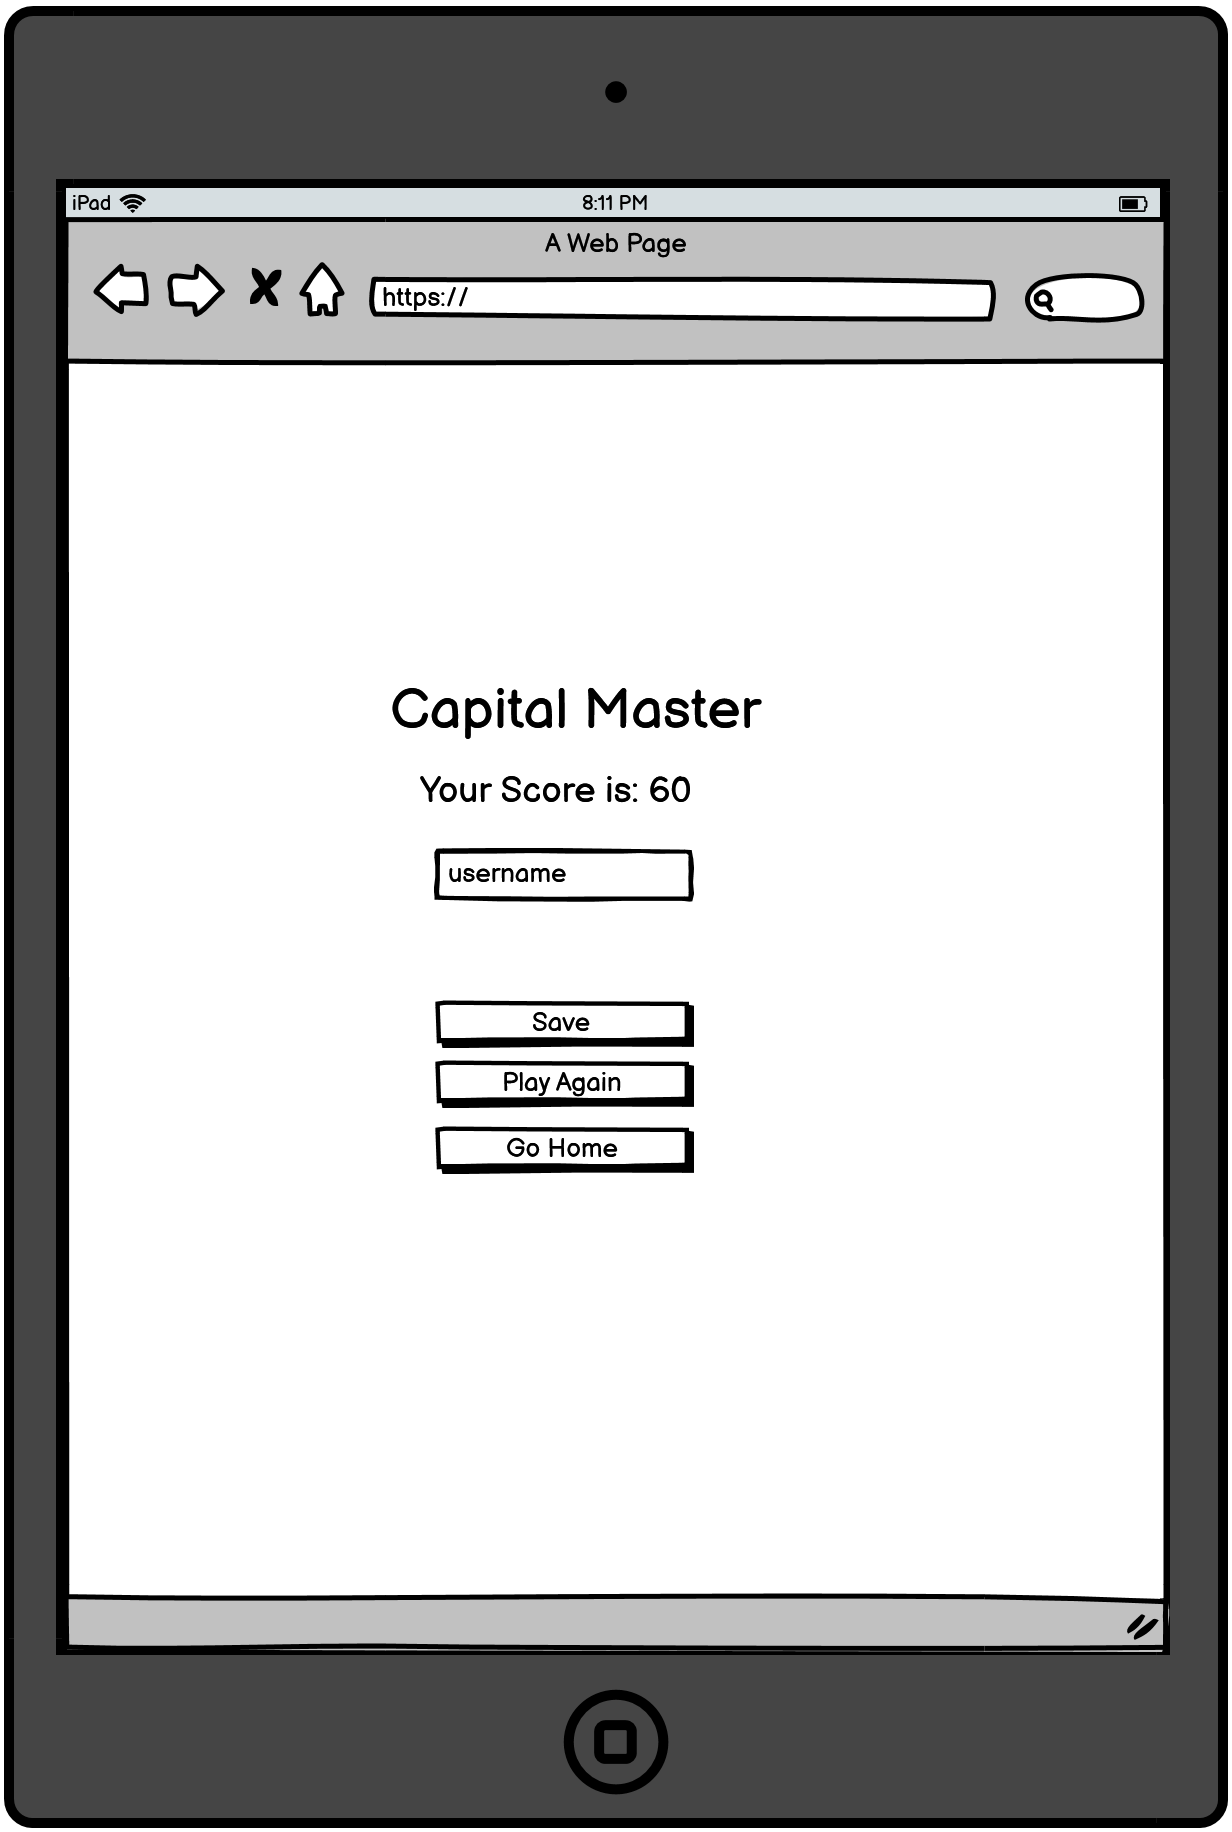 iPad
8:11 PM
A Web Page
https://
Capital Master
Your Score is: 60
username
Save
Play Again
Go Home